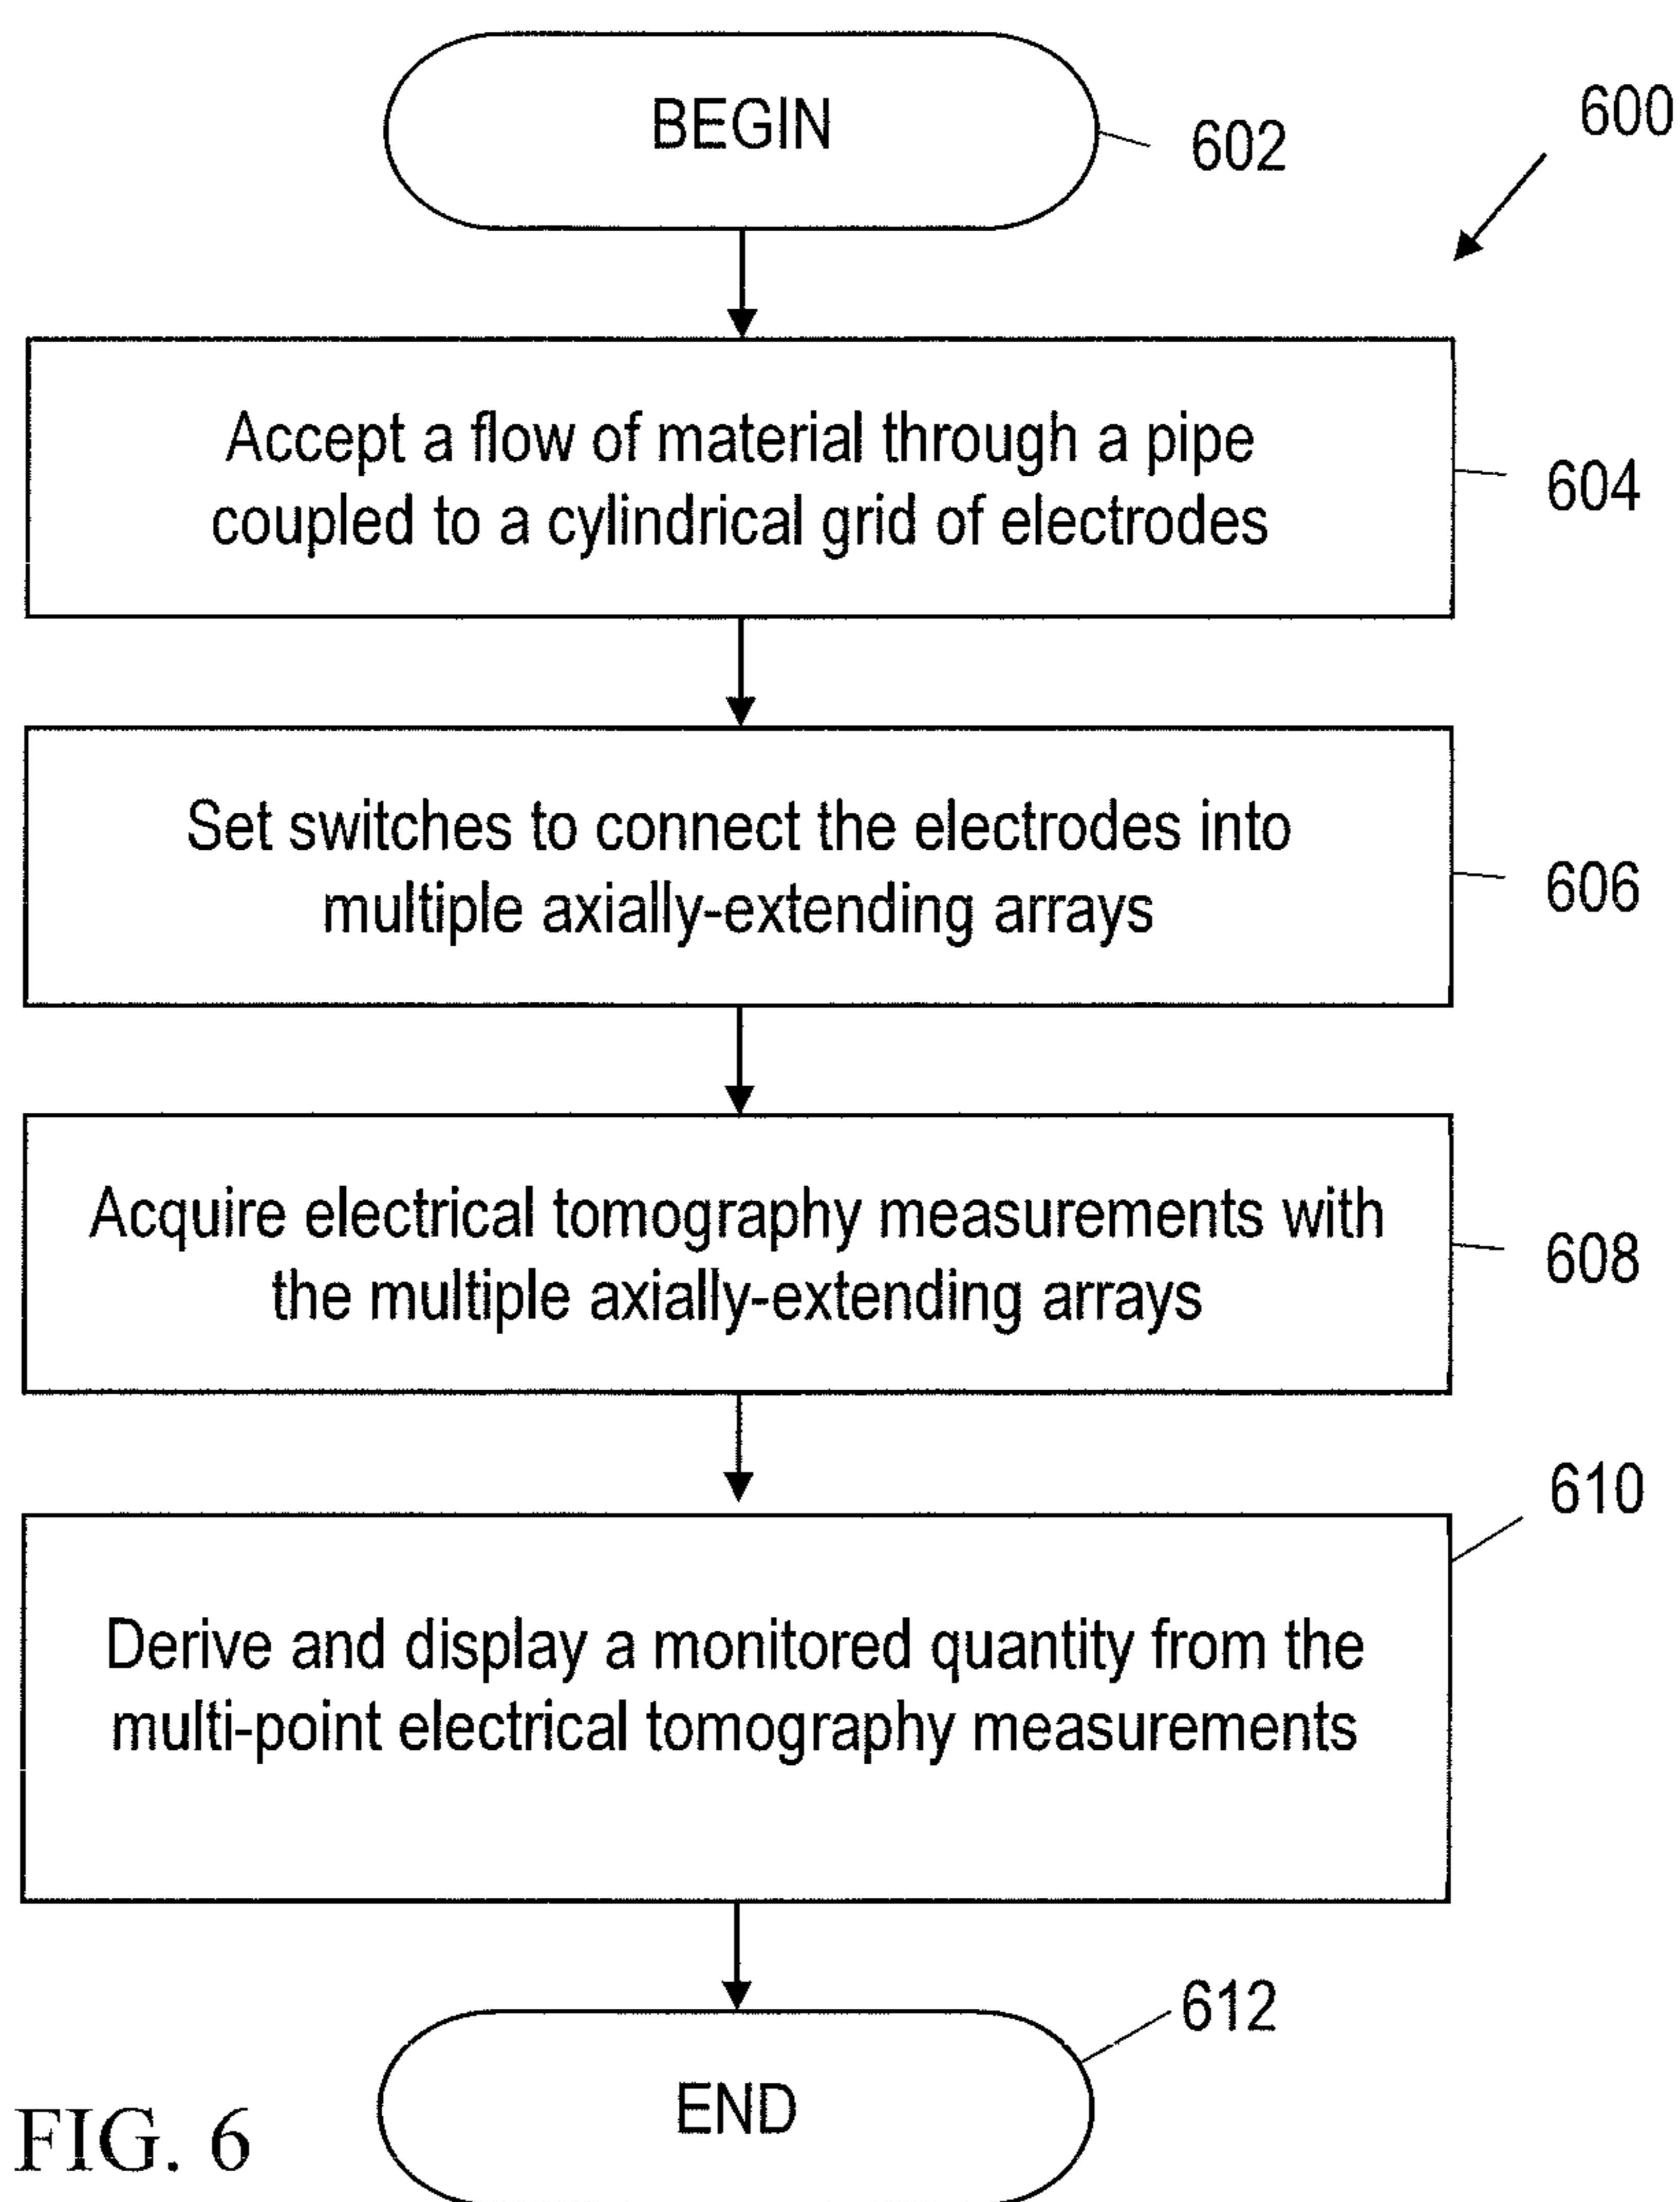 BEGIN
602
600
Accept a flow of material through a pipe
coupled to a cylindrical grid of electrodes
604
Set switches to connect the electrodes into
multiple axially-extending arrays
606
Acquire electrical tomography measurements with
the multiple axially-extending arrays
608
610
Derive and display a monitored quantity from the
multi-point electrical tomography measurements
612
END
FIG. 6